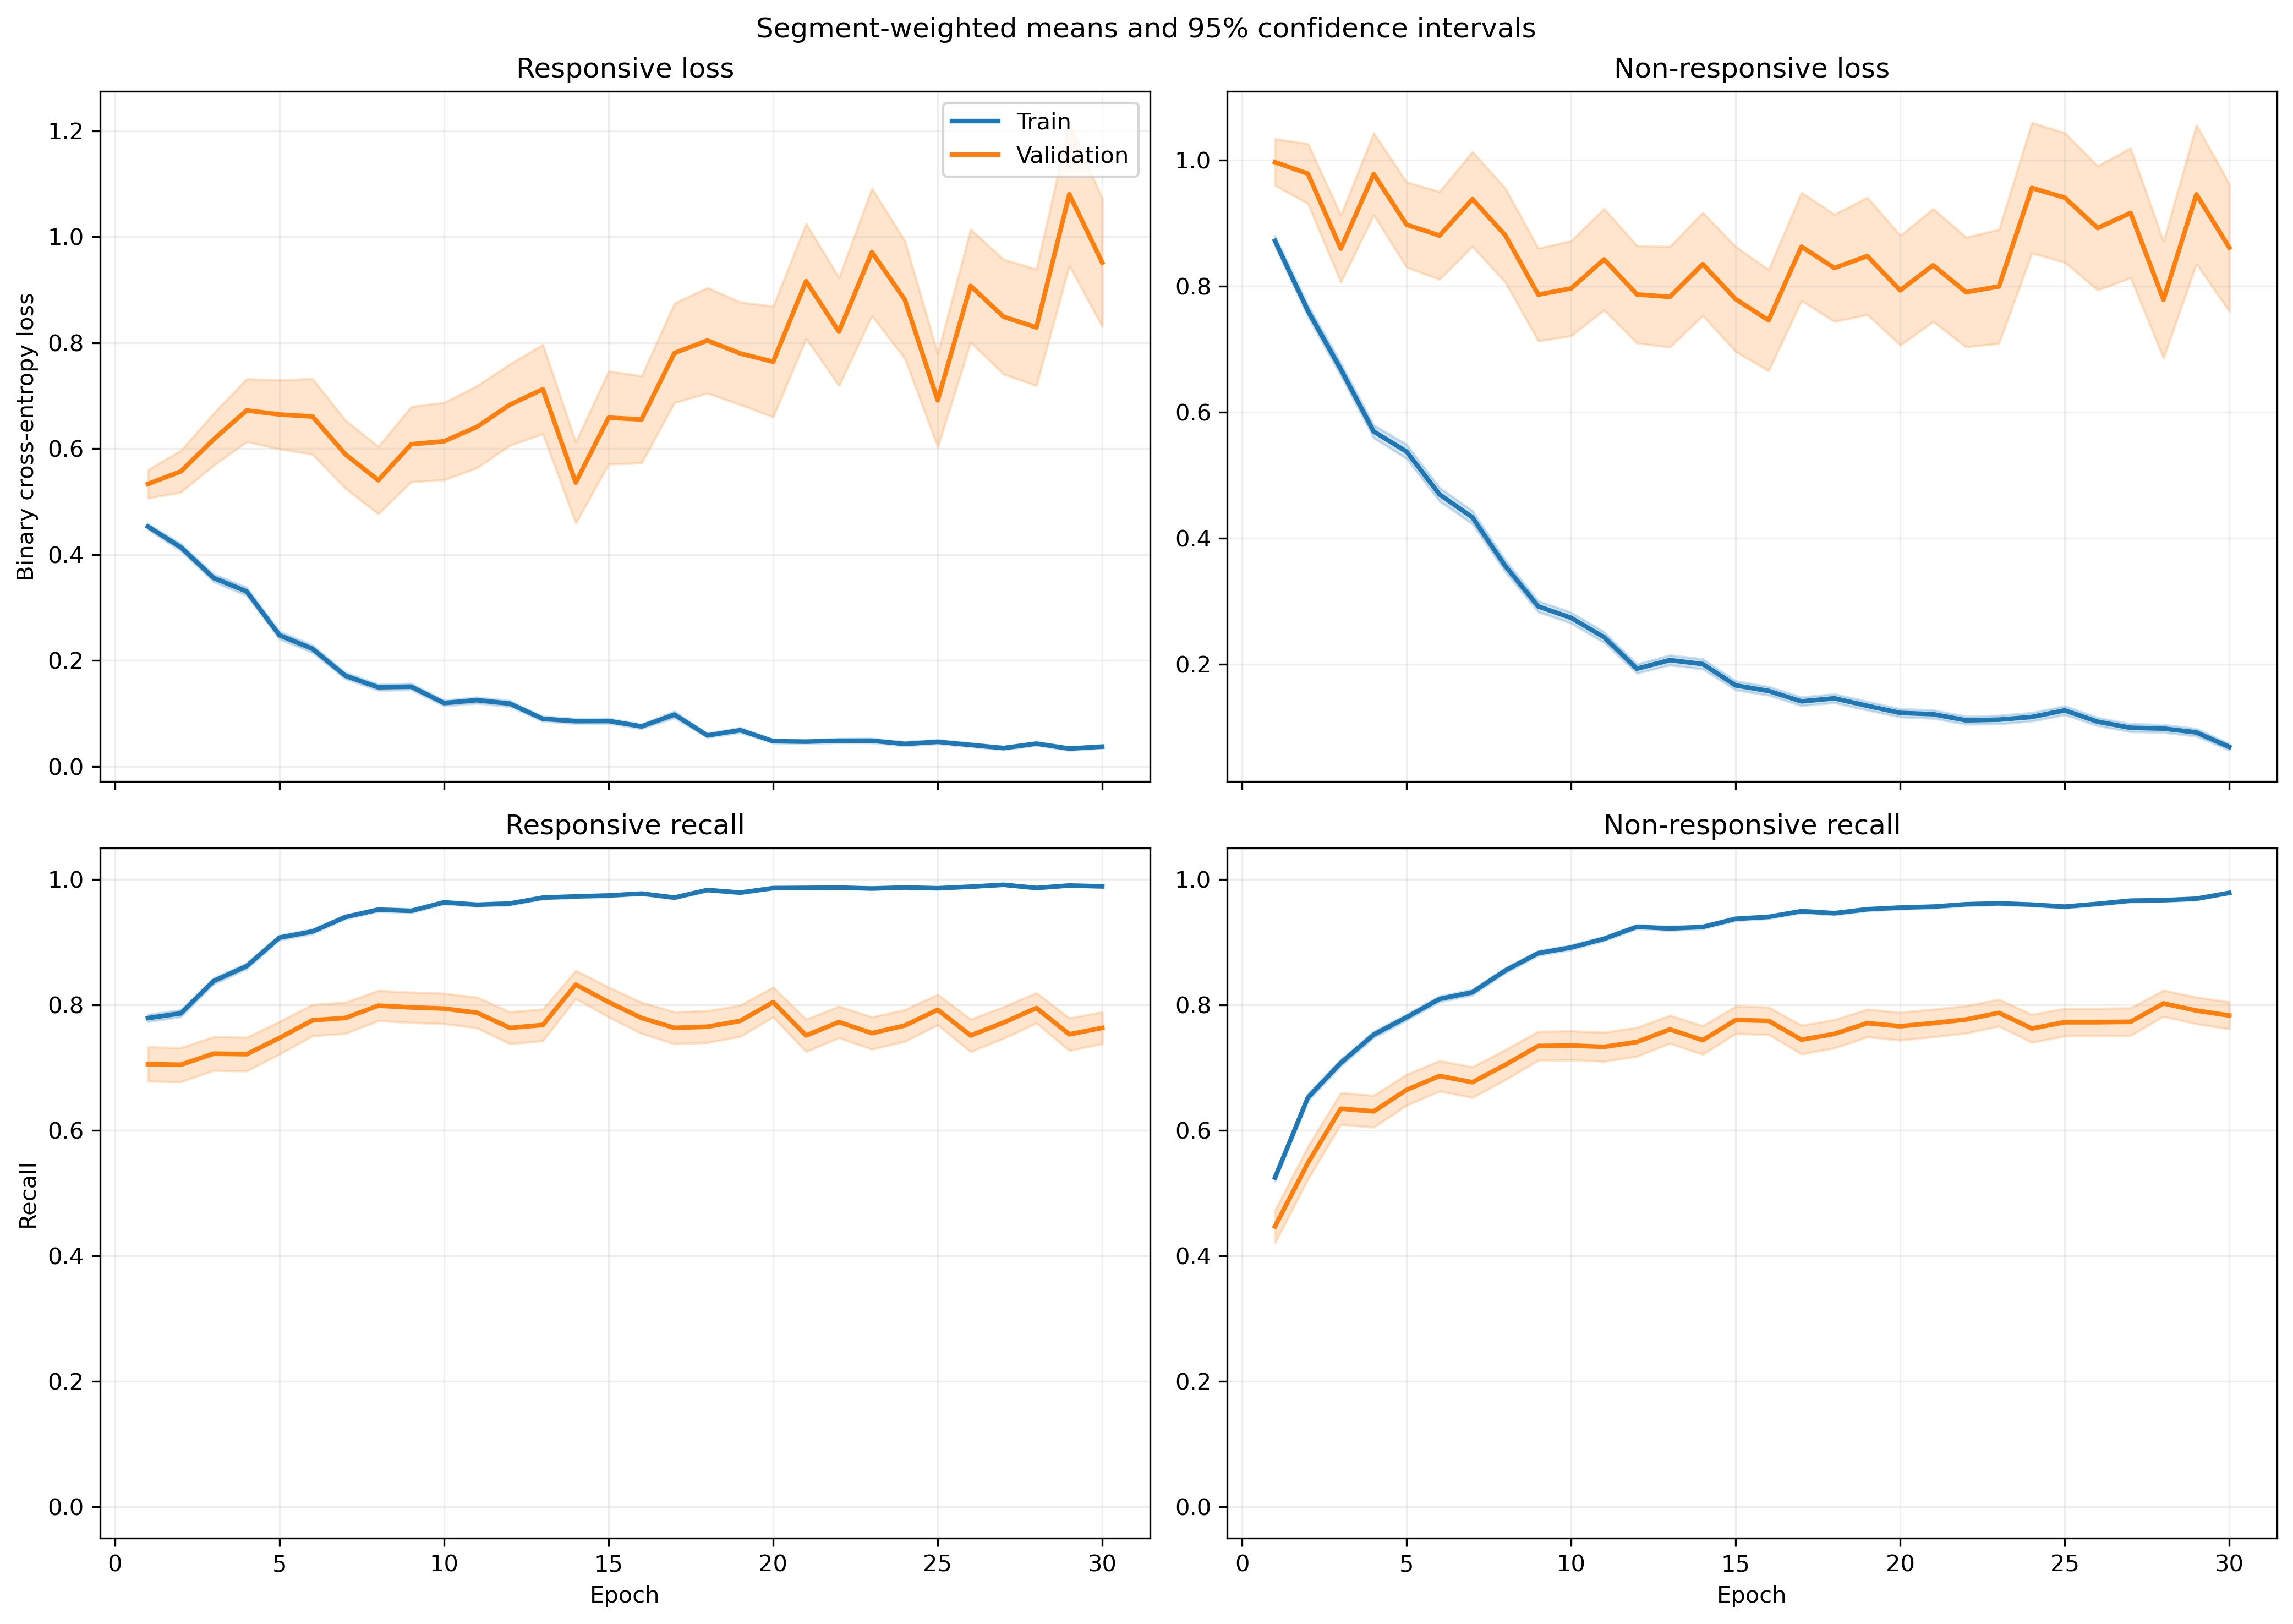 Segment-weighted means and 95% confidence intervals
Responsive loss
Non-responsive loss
Train
Validation
Binary cross-entropy loss
1.2
1.0
0.8
0.6
0.4
0.2
0.0
1.0
0.8
0.6
0.4
0.2
Responsive recall
Non-responsive recall
Recall
1.0
0.8
0.6
0.4
0.2
0.0
0 5 10 15 20 25 30
Epoch
1.0
0.8
0.6
0.4
0.2
0.0
0 5 10 15 20 25 30
Epoch